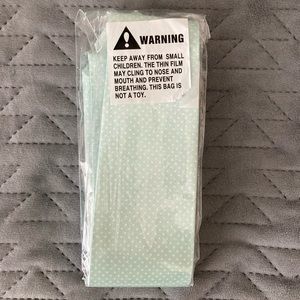 WARNING
KEEP AWAY FROM SMALL
CHILDREN. THE THIN FILM
MAY CLING TO NOSE AND
MOUTH AND PREVENT
BREATHING. THIS BAG IS
NOT A TOY.